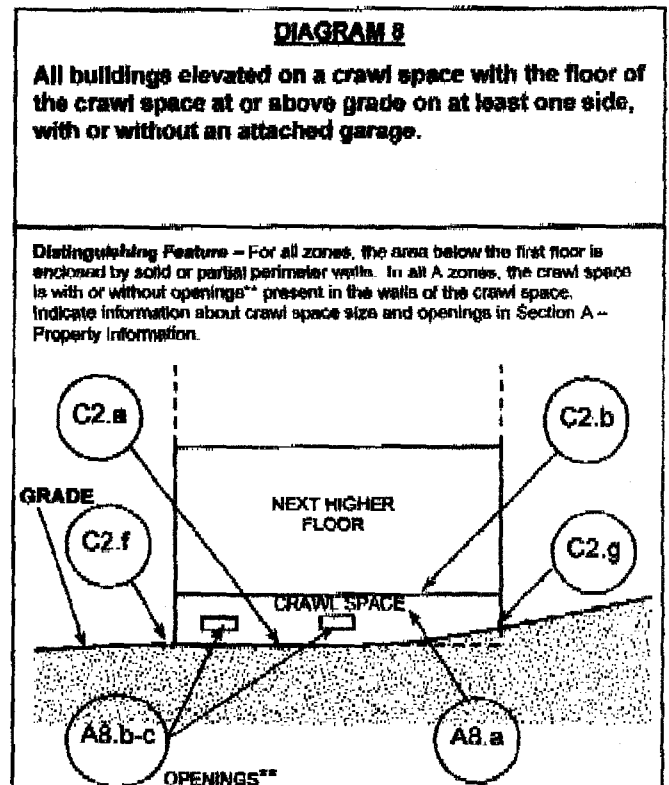 DIAGRAM 8
All buildings elevated on a crawl space with the floor of
the crawl space at or above grade on at least one side,
with or without an attached garage.
Distinguishing Feature – For all zones, the area below the first floor is
enclosed by solid or partial perimeter walls. In all A zones, the crawl space
is with or without openings** present in the walls of the crawl space.
Indicate information about crawl space size and openings in Section A –
Property Information.
C2.a
C2.b
GRADE
NEXT HIGHER
FLOOR
C2.f
C2.g
CRAWL SPACE
A8.b-c
A8.a
OPENINGS**